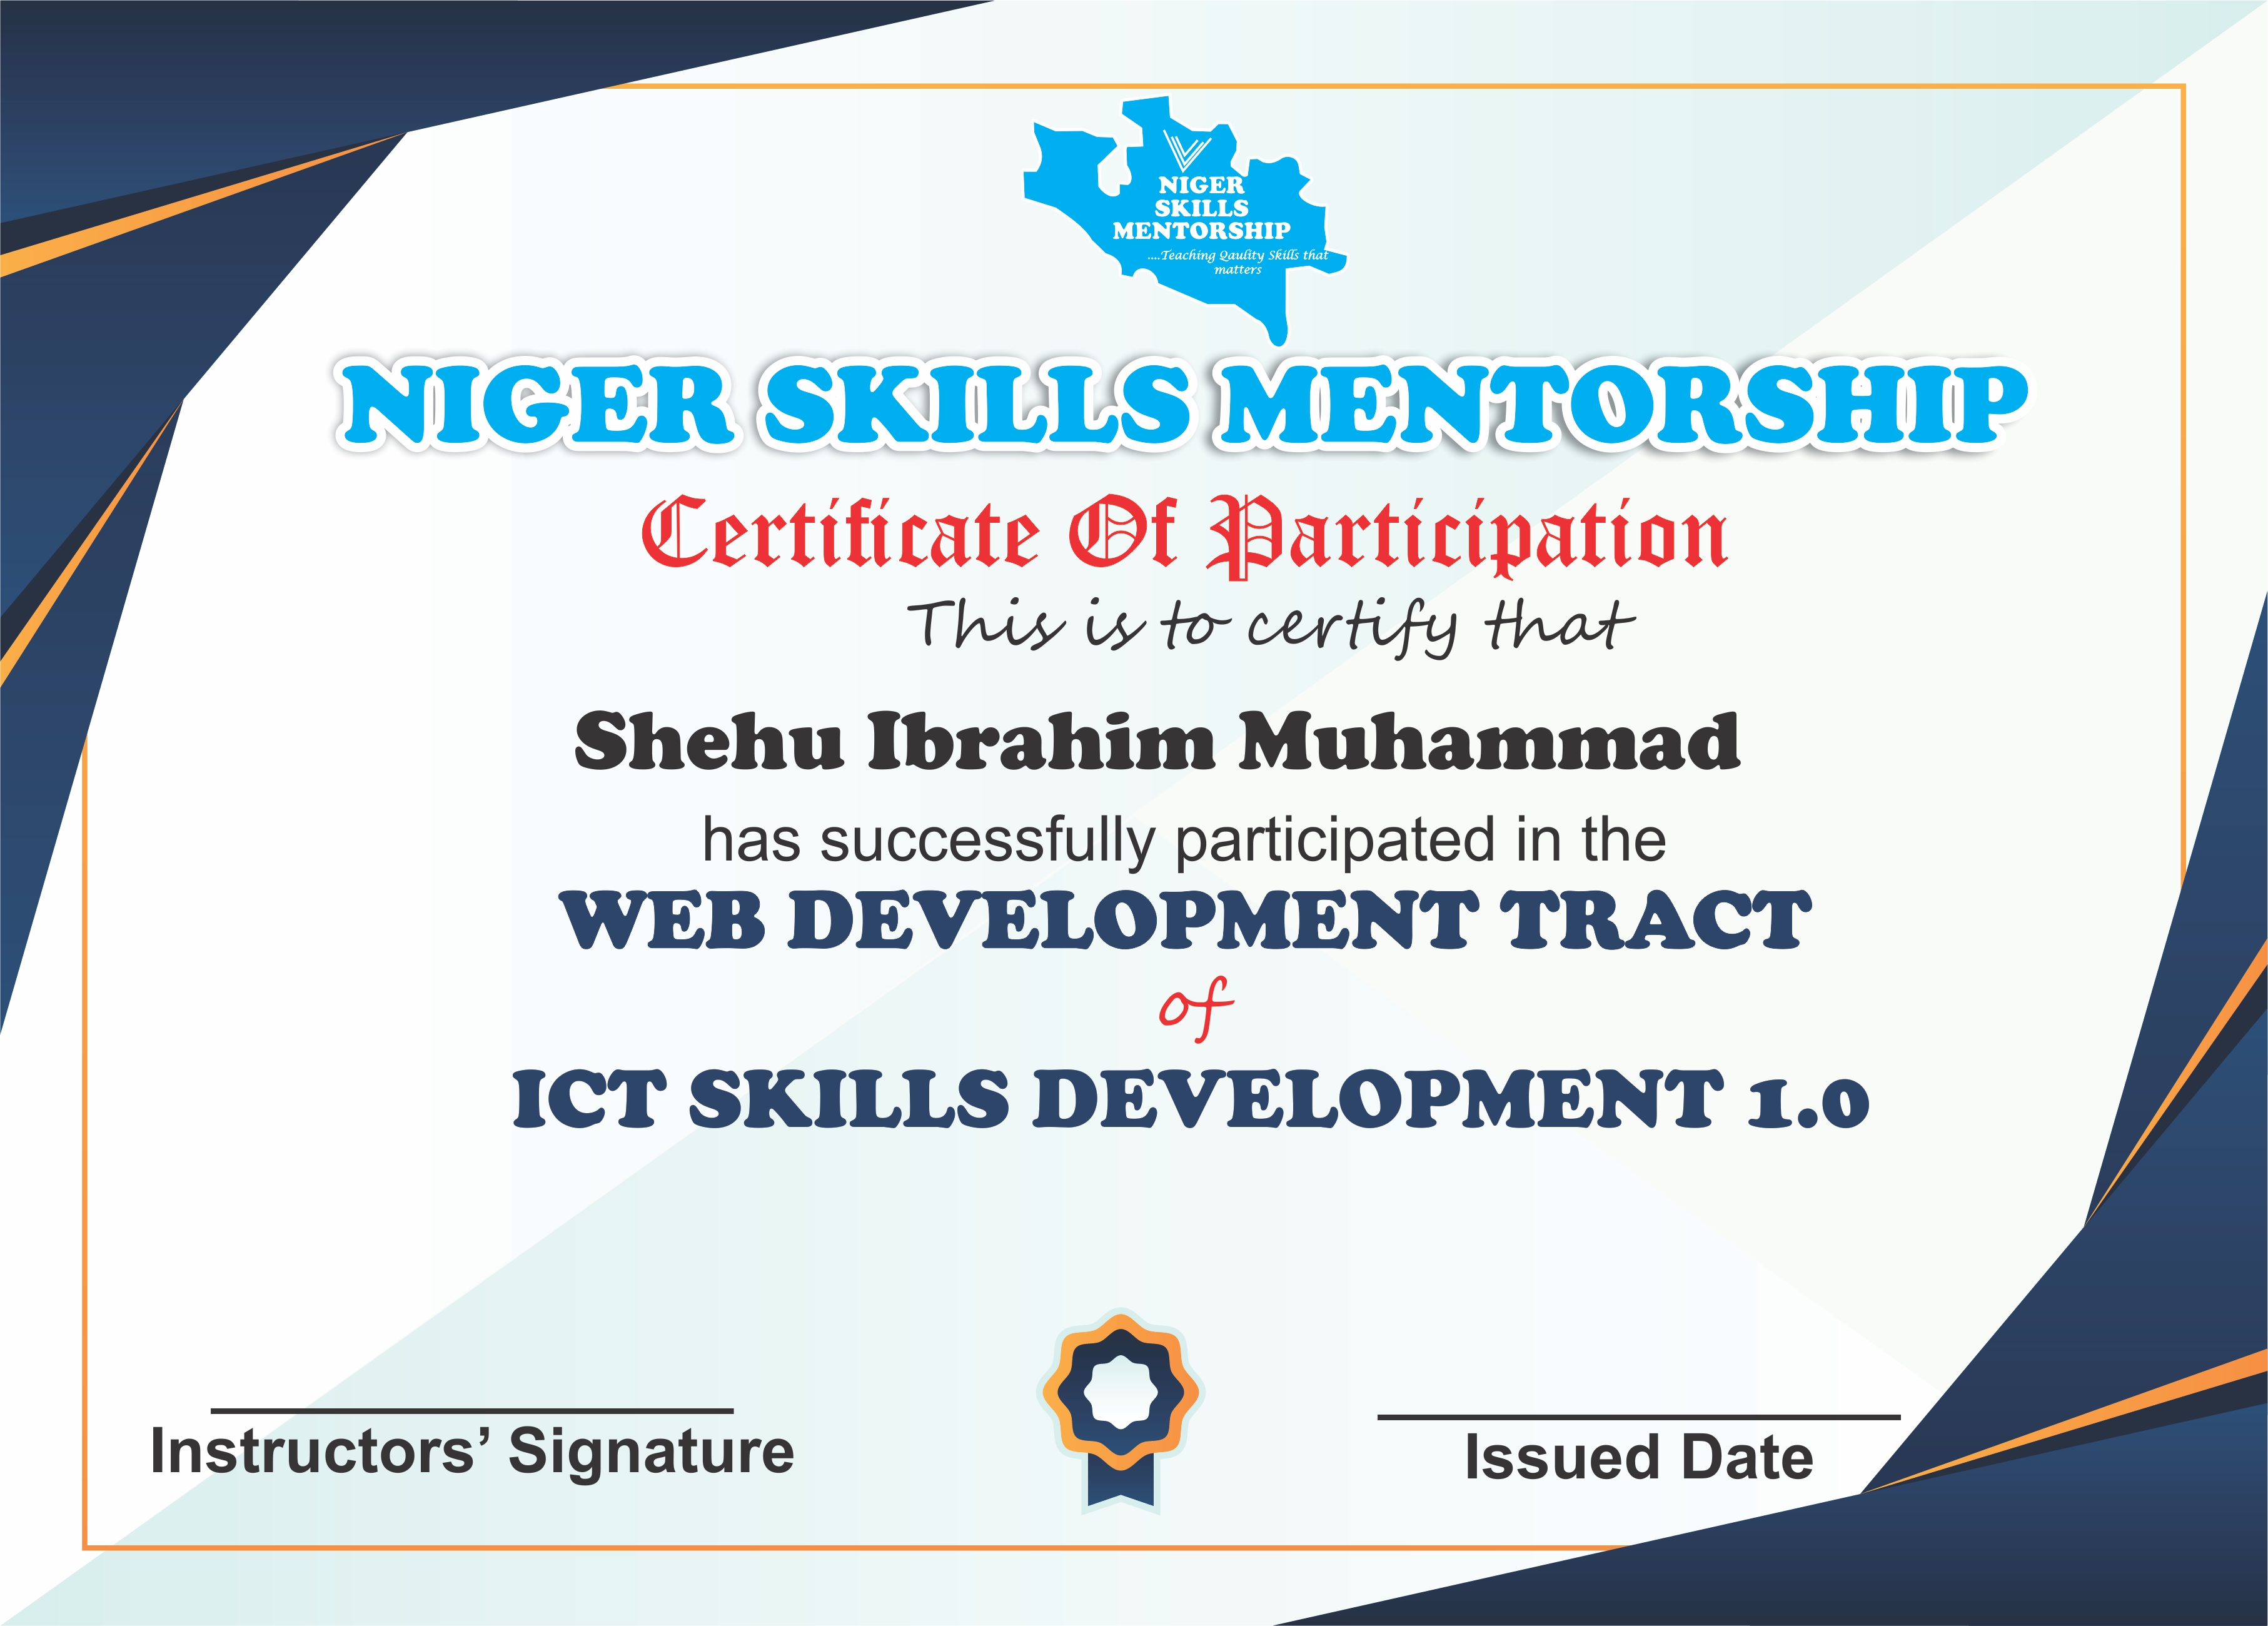 NIGER
SKILLS
MENTORSHIP
....Teaching Qaulity Skills that
matters
NIGER SKILLS MENTORSHIP
Certificate Of Participation
This is to certify that
Shehu Ibrahim Muhammad
has successfully participated in the
WEB DEVELOPMENT TRACT
of
ICT SKILLS DEVELOPMENT 1.0
Instructors’ Signature
Issued Date